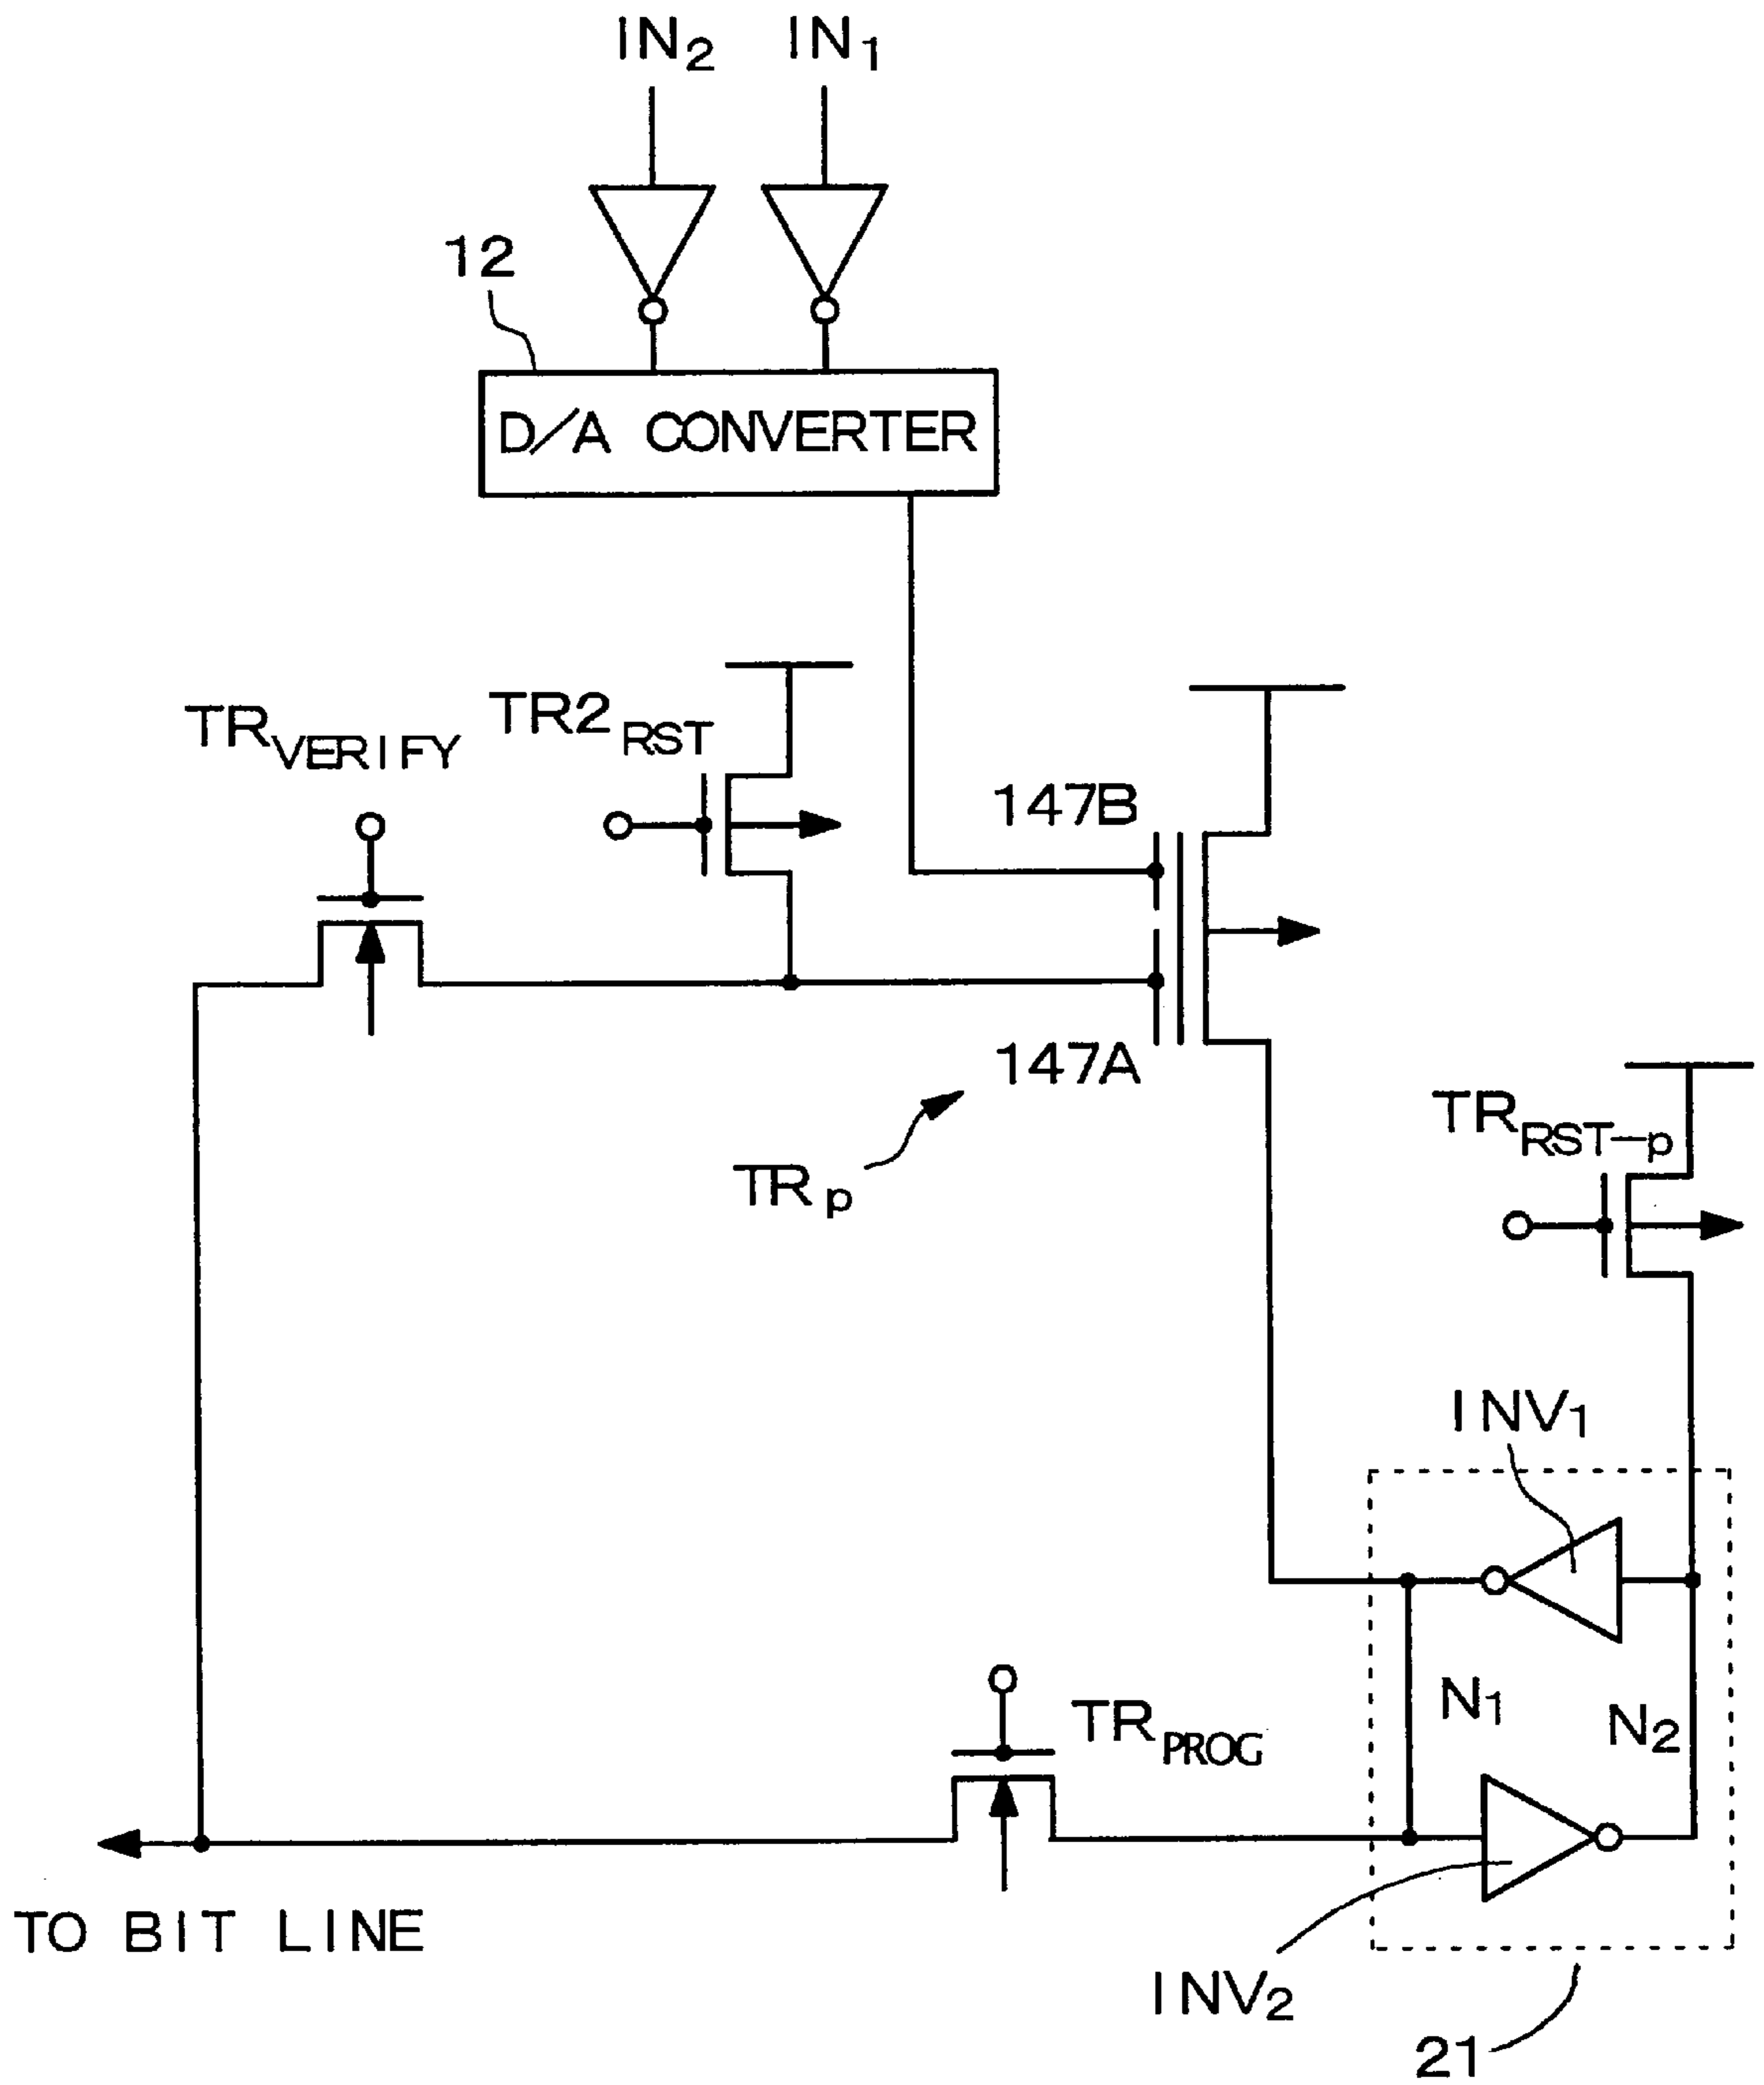 IN2 IN1
12
D/A CONVERTER
TRVERIFY
TR2RST
147B
147A
TRp
TRRST-p
INV1
N1
N2
TRPROG
TO BIT LINE
INV2
21